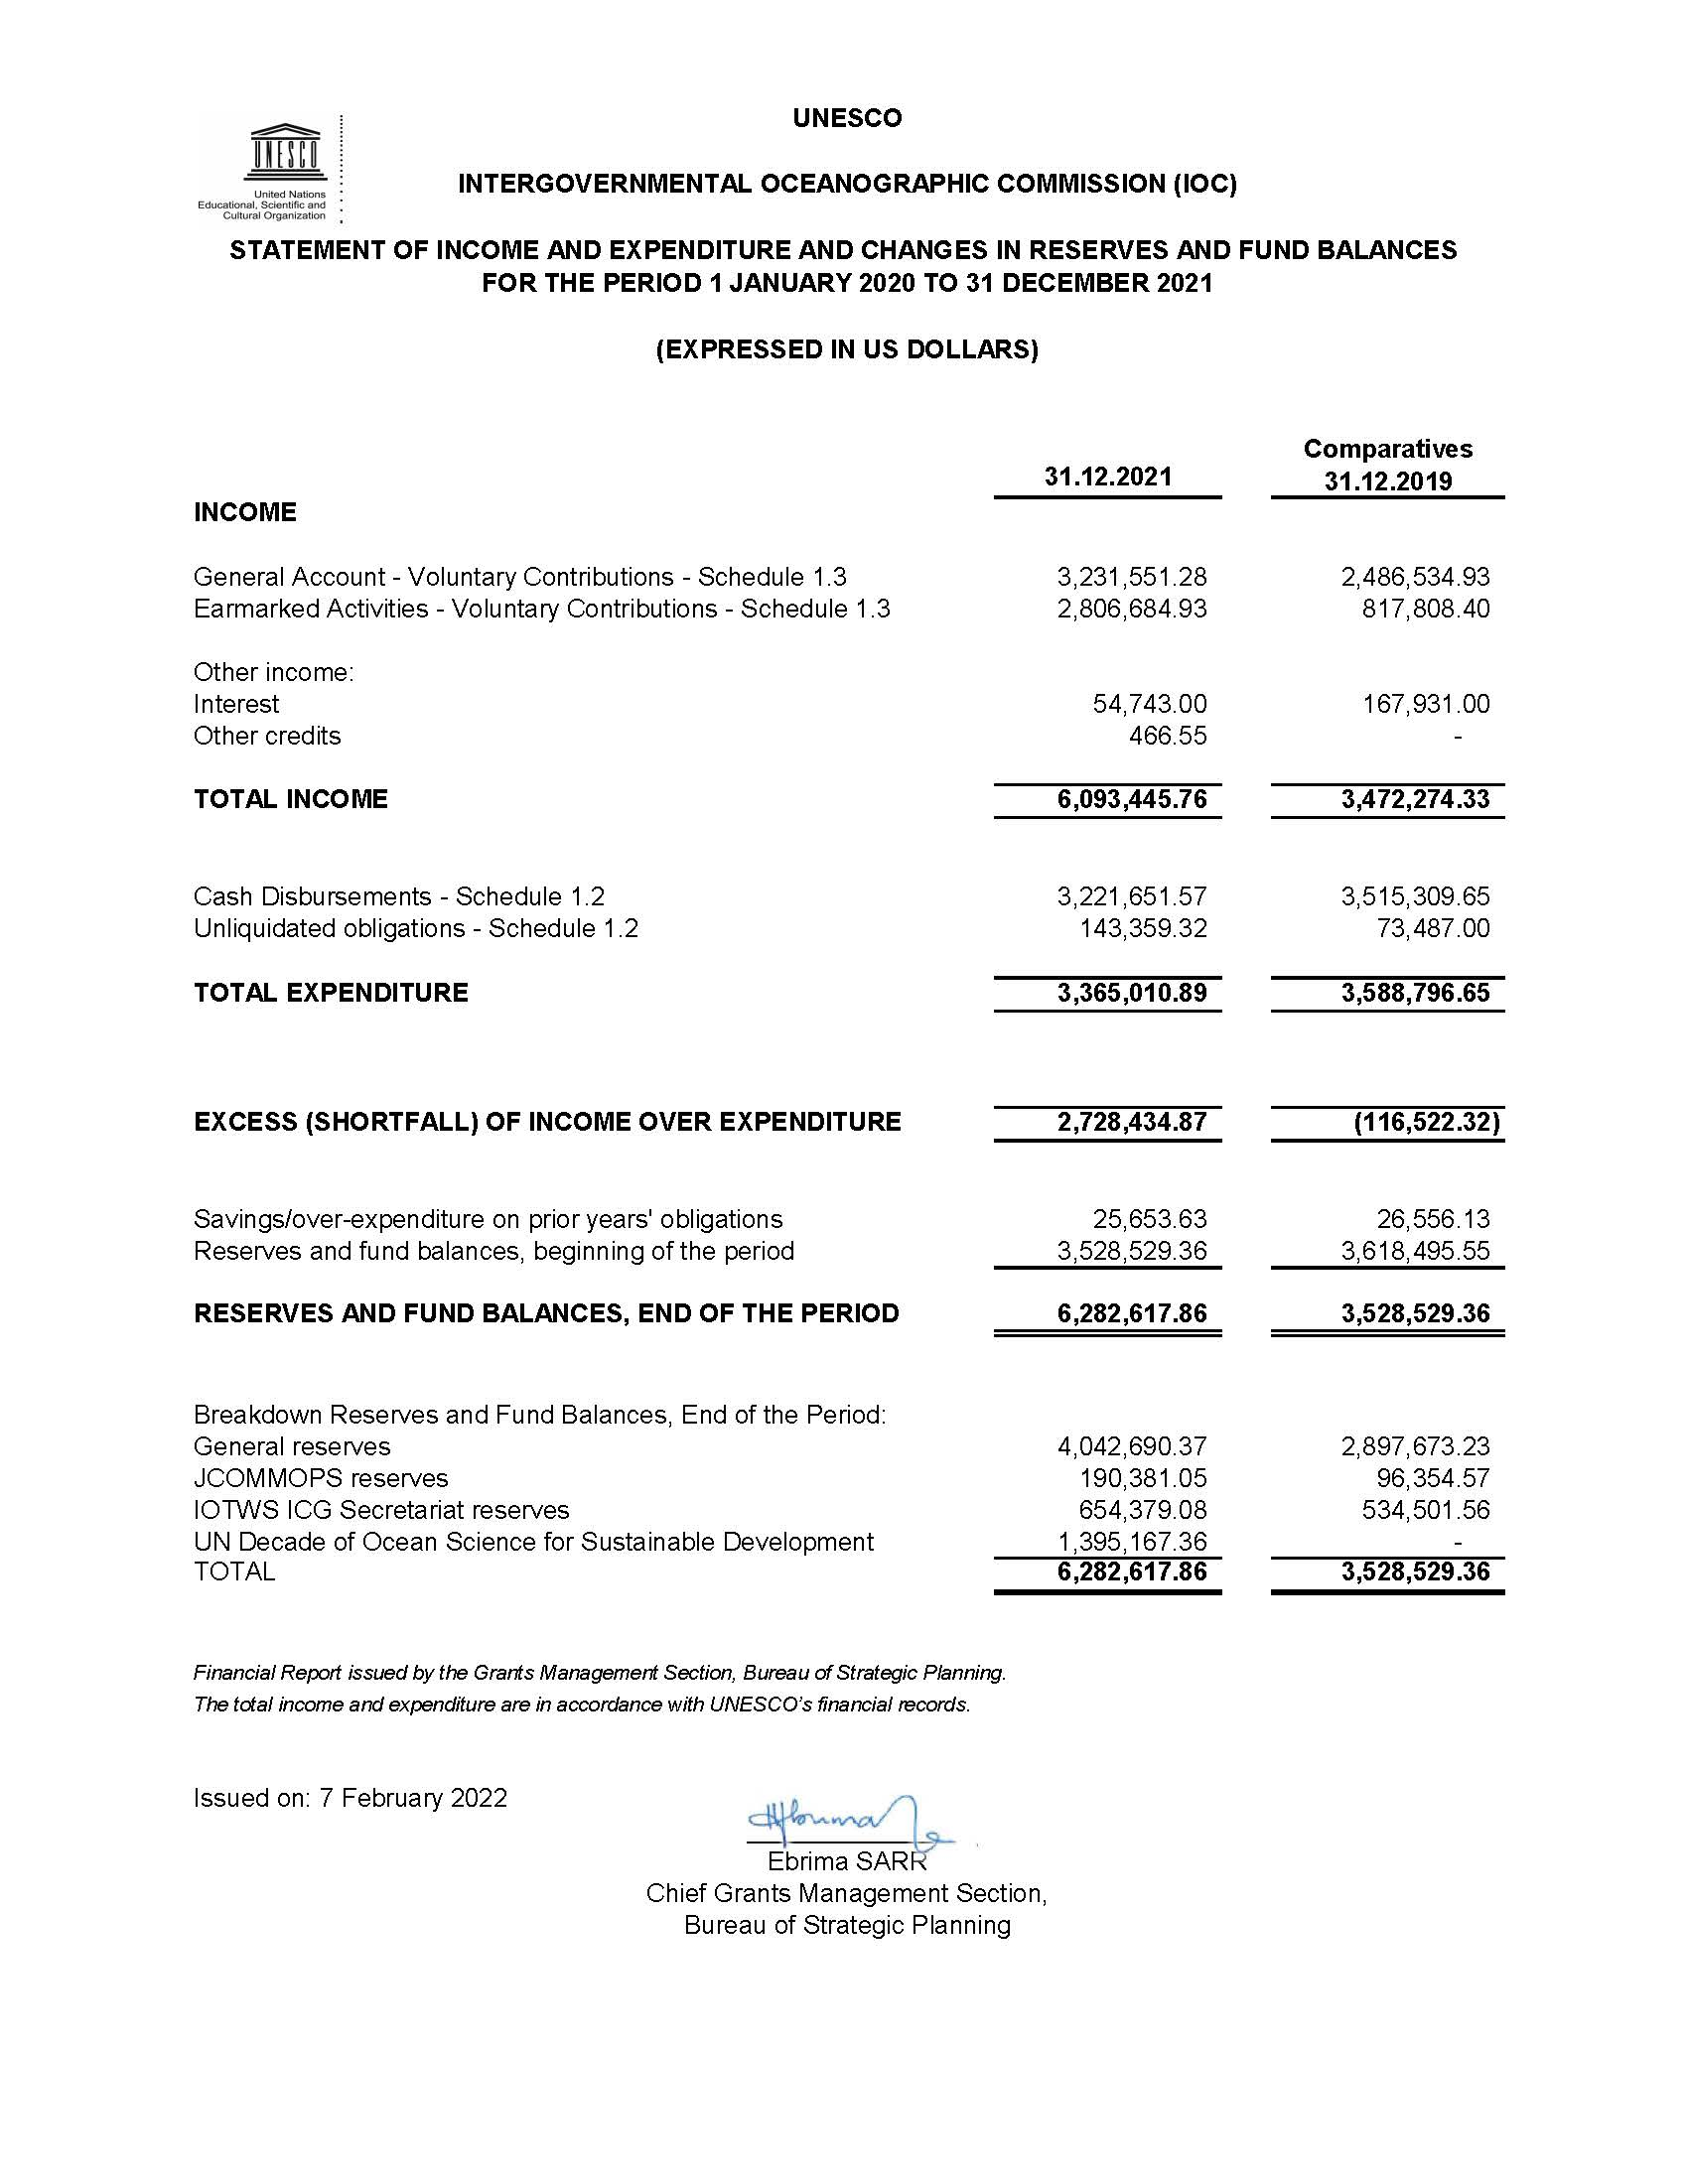 UNESCO
UNESCO
United Nations
Educational, Scientific and
Cultural Organization
INTERGOVERNMENTAL OCEANOGRAPHIC COMMISSION (IOC)
STATEMENT OF INCOME AND EXPENDITURE AND CHANGES IN RESERVES AND FUND BALANCES
FOR THE PERIOD 1 JANUARY 2020 TO 31 DECEMBER 2021
(EXPRESSED IN US DOLLARS)
Comparatives
31.12.2021 31.12.2019
INCOME
General Account - Voluntary Contributions - Schedule 1.3 3,231,551.28 2,486,534.93
Earmarked Activities - Voluntary Contributions - Schedule 1.3 2,806,684.93 817,808.40
Other income:
Interest 54,743.00 167,931.00
Other credits 466.55 -
TOTAL INCOME 6,093,445.76 3,472,274.33
Cash Disbursements - Schedule 1.2 3,221,651.57 3,515,309.65
Unliquidated obligations - Schedule 1.2 143,359.32 73,487.00
TOTAL EXPENDITURE 3,365,010.89 3,588,796.65
EXCESS (SHORTFALL) OF INCOME OVER EXPENDITURE 2,728,434.87 (116,522.32)
Savings/over-expenditure on prior years' obligations 25,653.63 26,556.13
Reserves and fund balances, beginning of the period 3,528,529.36 3,618,495.55
RESERVES AND FUND BALANCES, END OF THE PERIOD 6,282,617.86 3,528,529.36
Breakdown Reserves and Fund Balances, End of the Period:
General reserves 4,042,690.37 2,897,673.23
JCOMMOPS reserves 190,381.05 96,354.57
IOTWS ICG Secretariat reserves 654,379.08 534,501.56
UN Decade of Ocean Science for Sustainable Development 1,395,167.36 -
TOTAL 6,282,617.86 3,528,529.36
Financial Report issued by the Grants Management Section, Bureau of Strategic Planning.
The total income and expenditure are in accordance with UNESCO's financial records.
Issued on: 7 February 2022
Ebrima SARR
Chief Grants Management Section,
Bureau of Strategic Planning